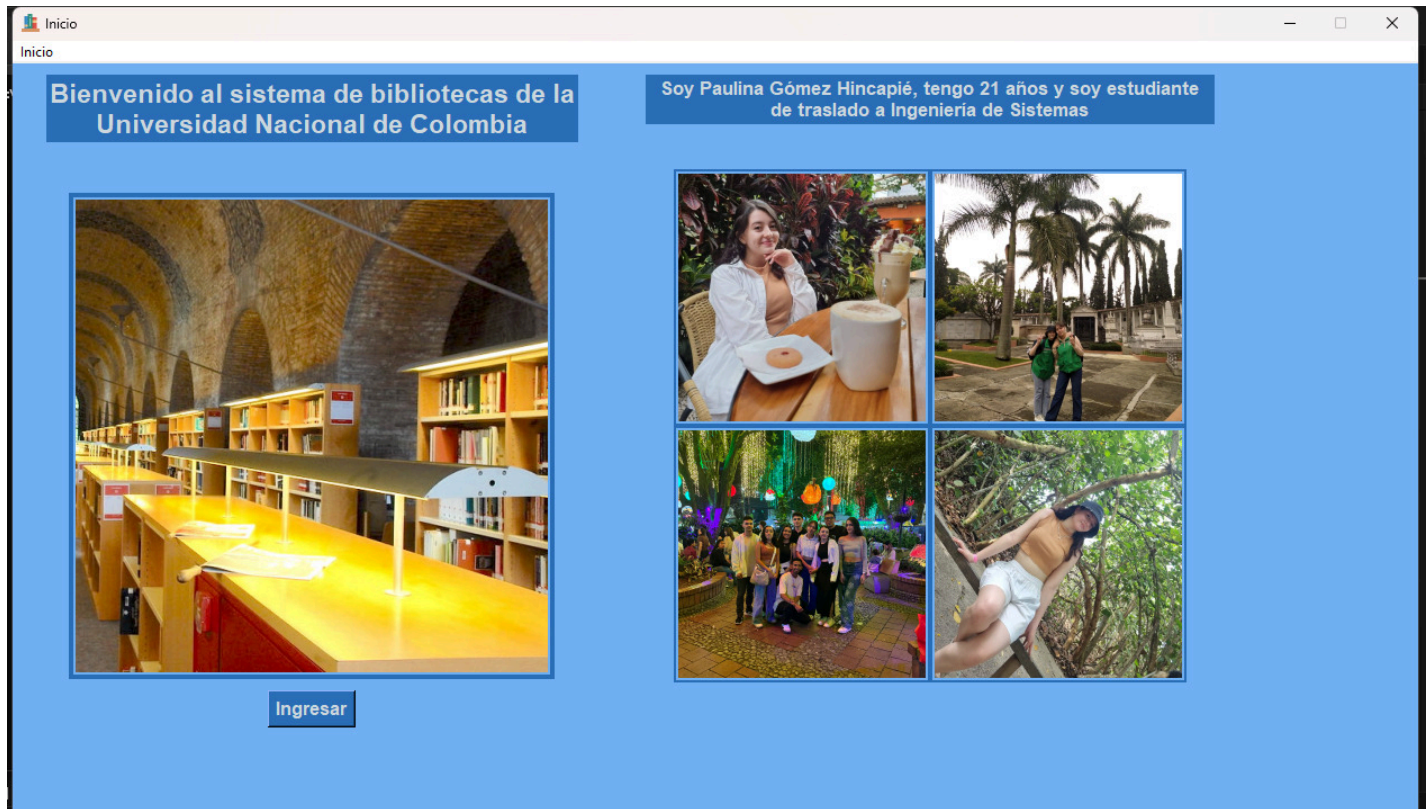 Inicio
Inicio
Bienvenido al sistema de bibliotecas de la
Universidad Nacional de Colombia
Soy Paulina Gómez Hincapié, tengo 21 años y soy estudiante
de traslado a Ingeniería de Sistemas
Ingresar